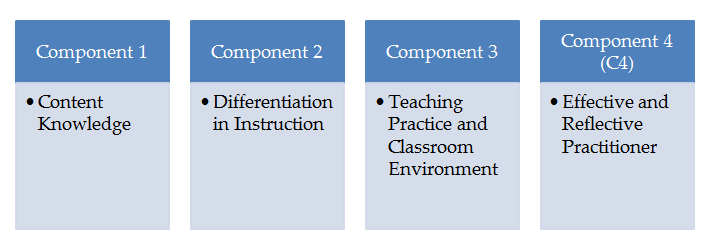 Component 1
• Content
Knowledge
Component 2
• Differentiation
in Instruction
Component 3
• Teaching
Practice and
Classroom
Environment
Component 4
(C4)
• Effective and
Reflective
Practitioner